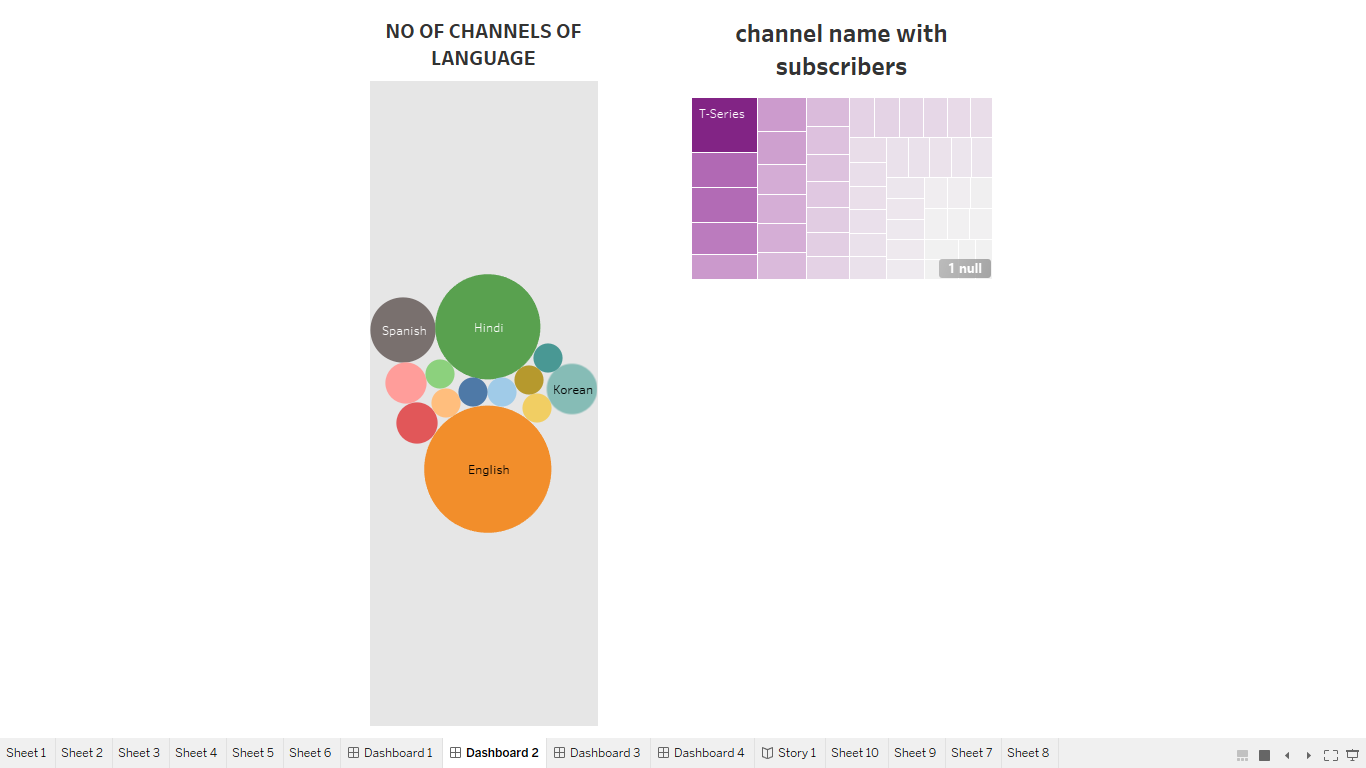 NO OF CHANNELS OF
LANGUAGE
channel name with
subscribers
T-Series
1 null
Spanish
Hindi
Korean
English
Sheet 1
Sheet 2
Sheet 3
Sheet 4
Sheet 5
Sheet 6
Dashboard 1
Dashboard 2
Dashboard 3
Dashboard 4
Story 1
Sheet 10
Sheet 9
Sheet 7
Sheet 8